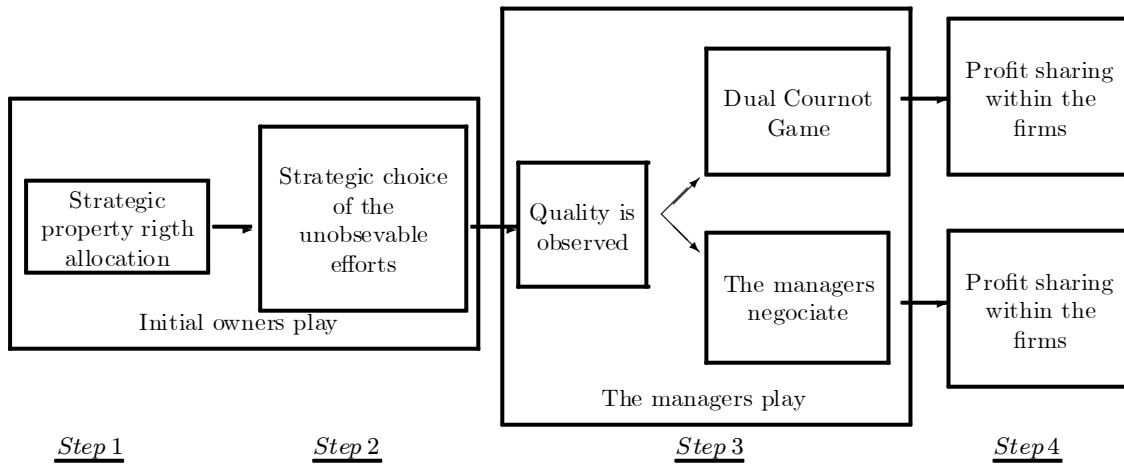 Strategic
property rigth
allocation
Strategic choice
of the
unobsevable
efforts
Initial owners play
Quality is
observed
Dual Cournot
Game
The managers
negociate
The managers play
Profit sharing
within the
firms
Profit sharing
within the
firms
Step 1
Step 2
Step 3
Step 4